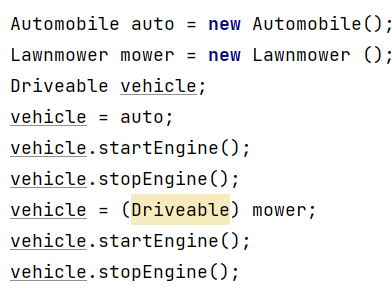 Automobile auto = new Automobile();
Lawnmower mower = new Lawnmower ();
Driveable vehicle;
vehicle = auto;
vehicle.startEngine();
vehicle.stopEngine();
vehicle = (Driveable) mower;
vehicle.startEngine();
vehicle.stopEngine();